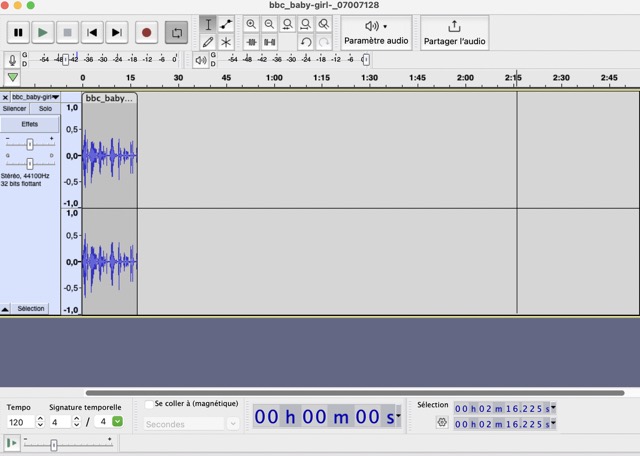 bbc_baby-girl-_07007128
Paramètre audio
Partager l'audio
G
D
-54 -48 -42 -36 -30 -24 -18 -12 -6 0
G
D
-54 -48 -42 -36 -30 -24 -18 -12 -6 0
0 15 30 45 1:00 1:15 1:30 1:45 2:00 2:15 2:30 2:45
bbc_baby-girl
Silencer Solo
Effets
- +
G D
Stéréo, 44100Hz
32 bits flottant
Sélection
bbc_baby...
1,0
0,5
0,0
-0,5
-1,0
1,0
0,5
0,0
-0,5
-1,0
Tempo
120
Signature temporelle
4 / 4
Se coller à (magnétique)
Secondes
00 h 00 m 00 s
Sélection
00 h 02 m 16.225 s
00 h 02 m 16.225 s
- +